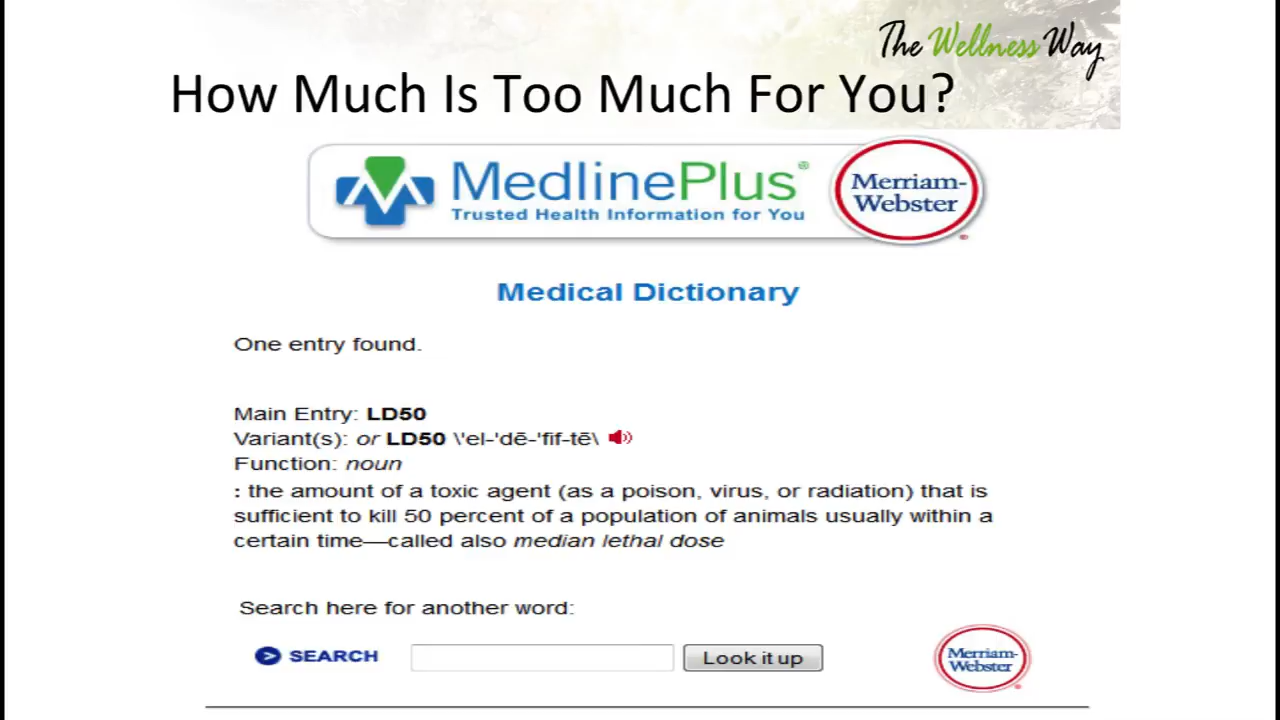 The Wellness Way
How Much Is Too Much For You?
MedlinePlus®
Trusted Health Information for You
Merriam-
Webster
®
Medical Dictionary
One entry found.
Main Entry: LD50
Variant(s): or LD50 \'el-'dē-'fif-tē\
Function: noun
: the amount of a toxic agent (as a poison, virus, or radiation) that is
sufficient to kill 50 percent of a population of animals usually within a
certain time—called also median lethal dose
Search here for another word:
SEARCH
Look it up
Merriam-
Webster
®